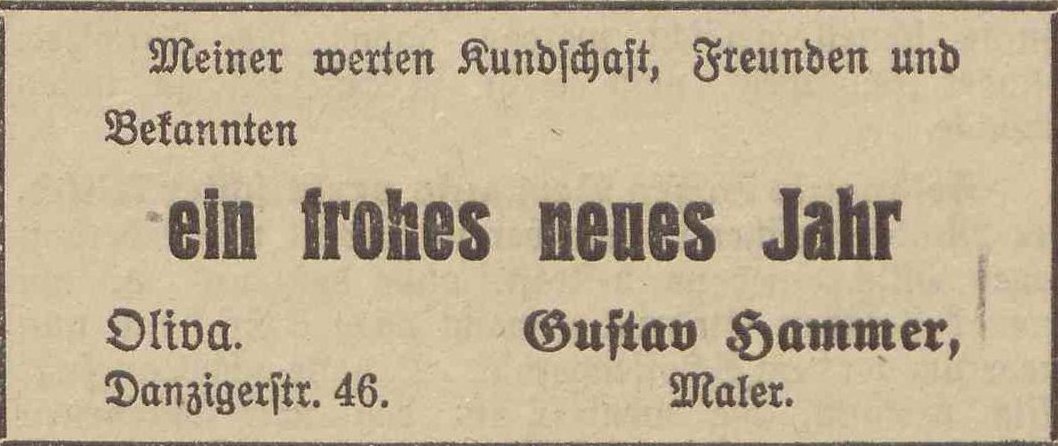 Meiner werten Kundschaft, Freunden und
Bekannten
ein frohes neues Jahr
Oliva.
Gustav Hammer,
Danzigerstr. 46.
Maler.